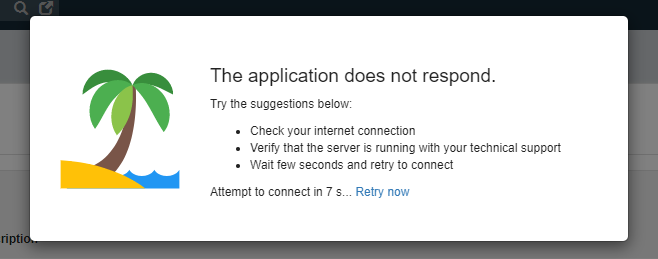 The application does not respond.
Try the suggestions below:
Check your internet connection
Verify that the server is running with your technical support
Wait few seconds and retry to connect
Attempt to connect in 7 s... Retry now
ription